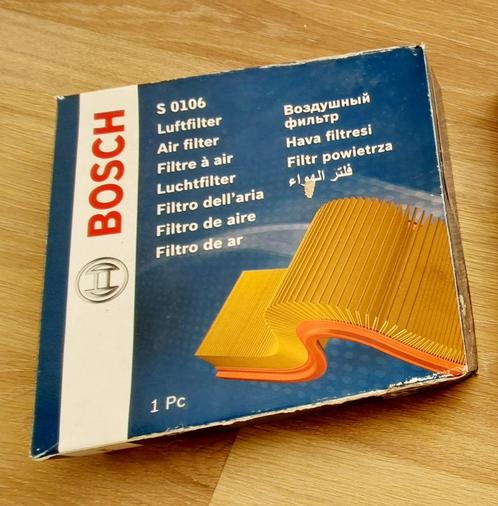 BOSCH
S 0106
Luftfilter
Air filter
Filtre à air
Luchtfilter
Filtro dell'aria
Filtro de aire
Filtro de ar
Воздушный
фильтр
Hava filtresi
Filtr powietrza
فلتر الهواء
1 Pc